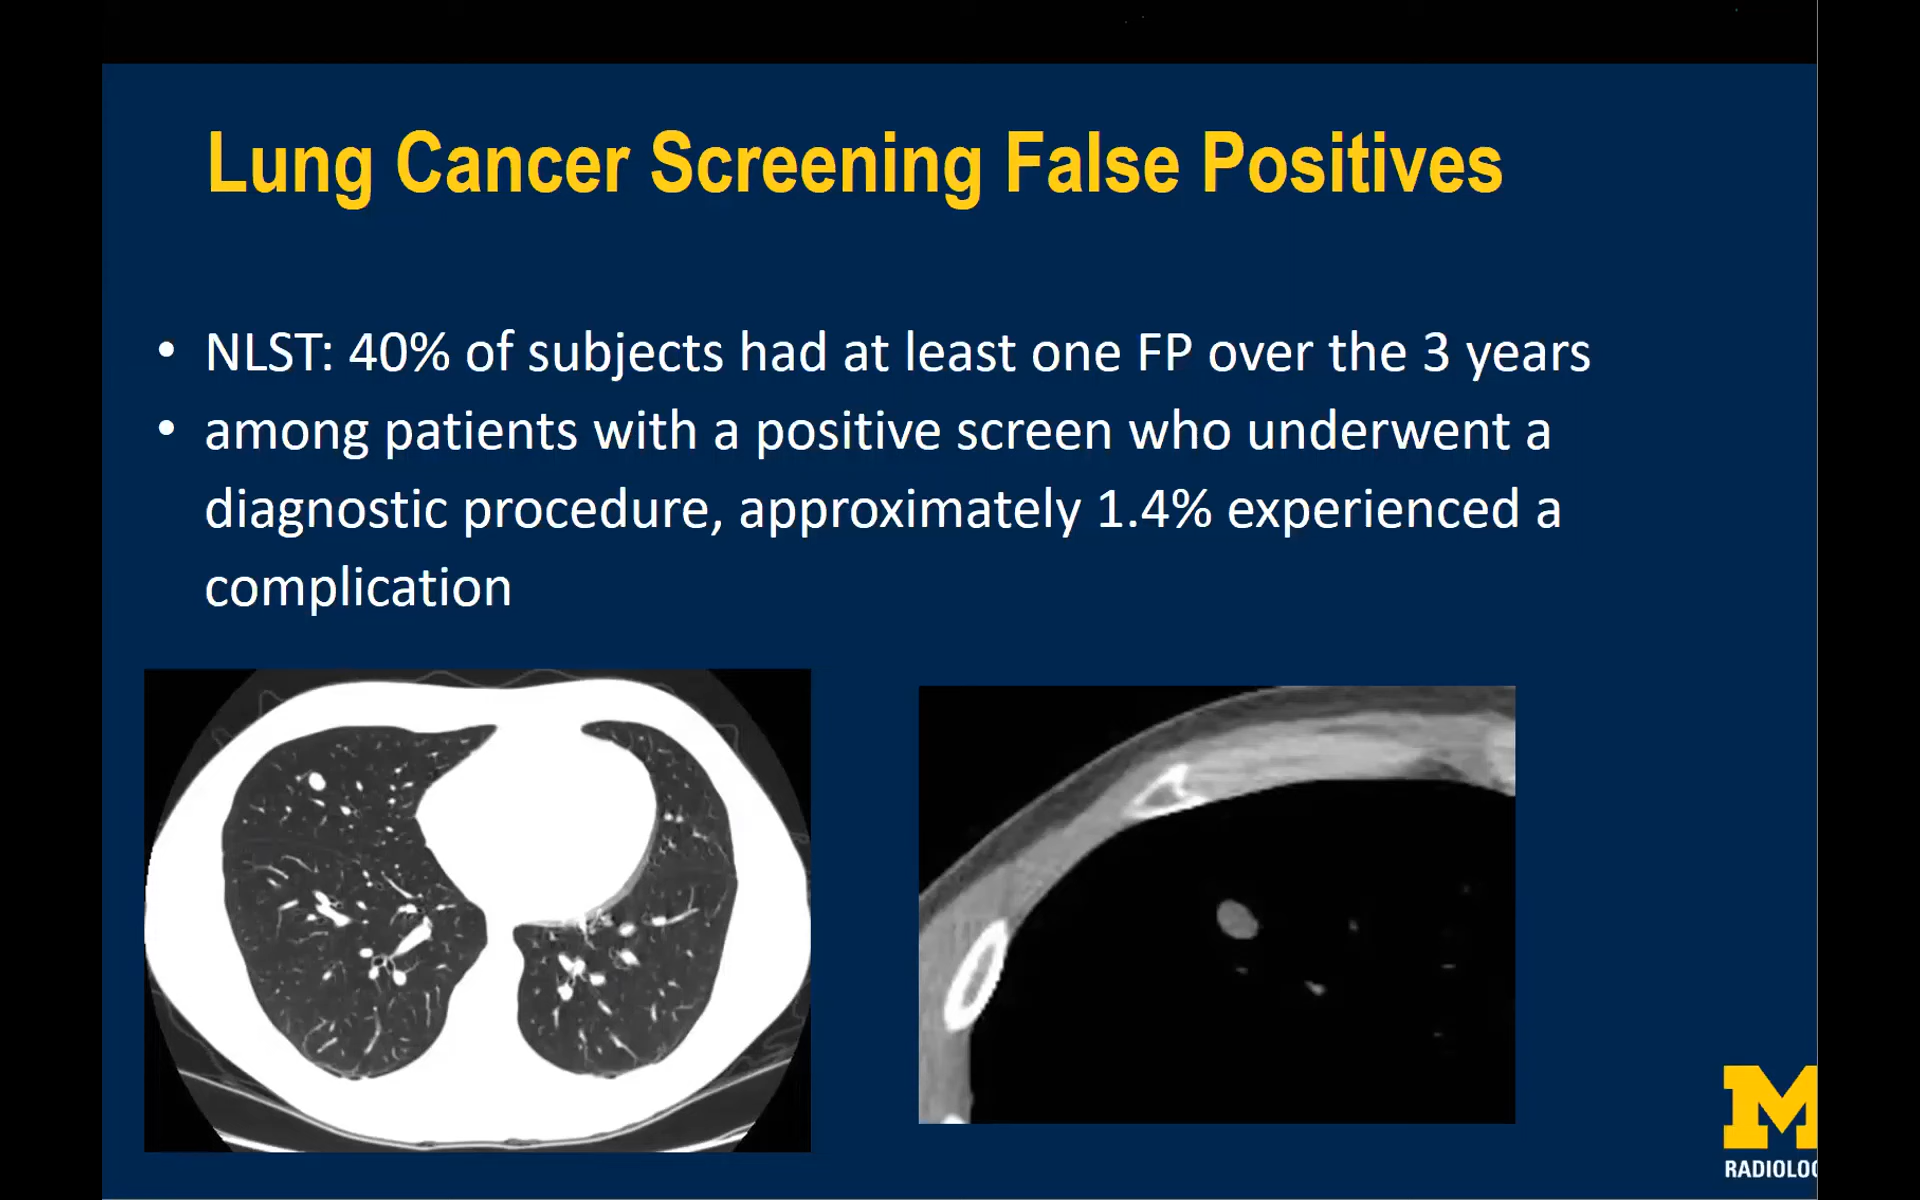 Lung Cancer Screening False Positives
• NLST: 40% of subjects had at least one FP over the 3 years
• among patients with a positive screen who underwent a
diagnostic procedure, approximately 1.4% experienced a
complication
M
RADIOLO